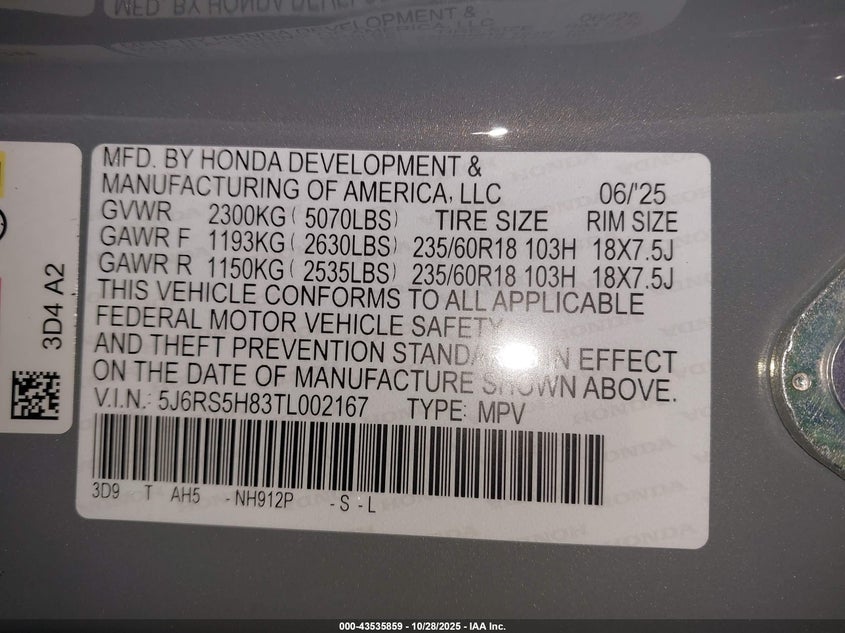 MFD. BY HONDA DEVELOPMENT &
MANUFACTURING OF AMERICA, LLC 06/'25
GVWR 2300KG ( 5070LBS) TIRE SIZE RIM SIZE
GAWR F 1193KG ( 2630LBS) 235/60R18 103H 18X7.5J
GAWR R 1150KG ( 2535LBS) 235/60R18 103H 18X7.5J
THIS VEHICLE CONFORMS TO ALL APPLICABLE
FEDERAL MOTOR VEHICLE SAFETY
AND THEFT PREVENTION STANDARDS IN EFFECT
ON THE DATE OF MANUFACTURE SHOWN ABOVE.
V.I.N.: 5J6RS5H83TL002167 TYPE: MPV
3D9 T AH5 - NH912P - S - L
3D4 A2
000-43535859 - 10/28/2025 - IAA Inc.